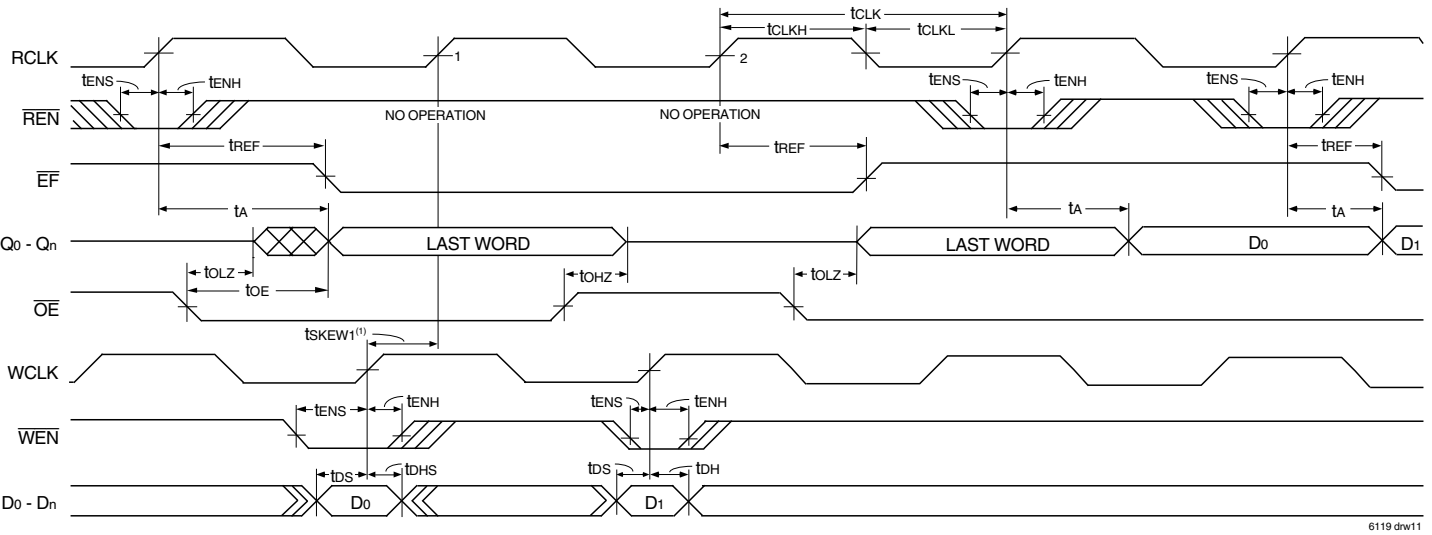 tCLK
tCLKH tCLKL
RCLK 1 2
tENS tENH tENS tENH tENS tENH
REN NO OPERATION NO OPERATION
tREF tREF tREF
EF
tA tA tA
Q0 - Qn LAST WORD LAST WORD D0 D1
tOLZ tOHZ tOLZ
tOE
OE
tSKEW1(1)
WCLK
tENS tENH tENS tENH
WEN
tDS tDHS tDS tDH
D0 - Dn D0 D1
6119 drw11